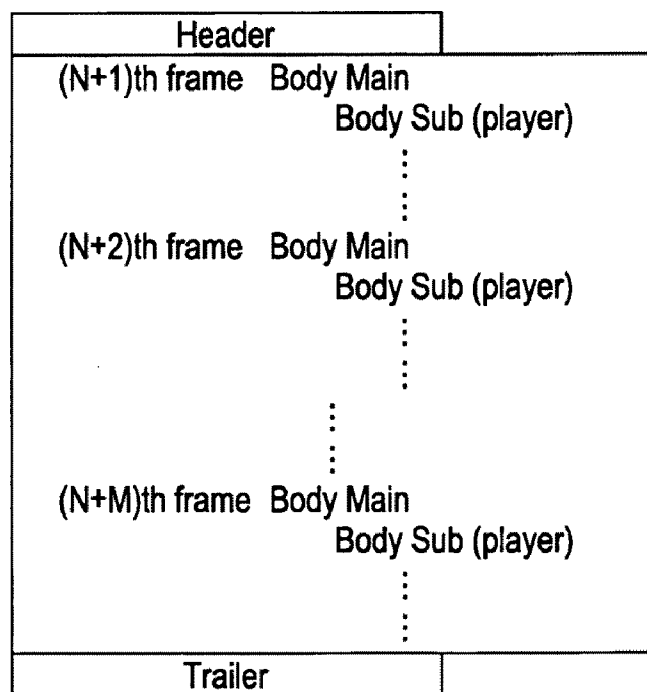 Header
(N+1)th frame Body Main
Body Sub (player)
(N+2)th frame Body Main
Body Sub (player)
(N+M)th frame Body Main
Body Sub (player)
Trailer